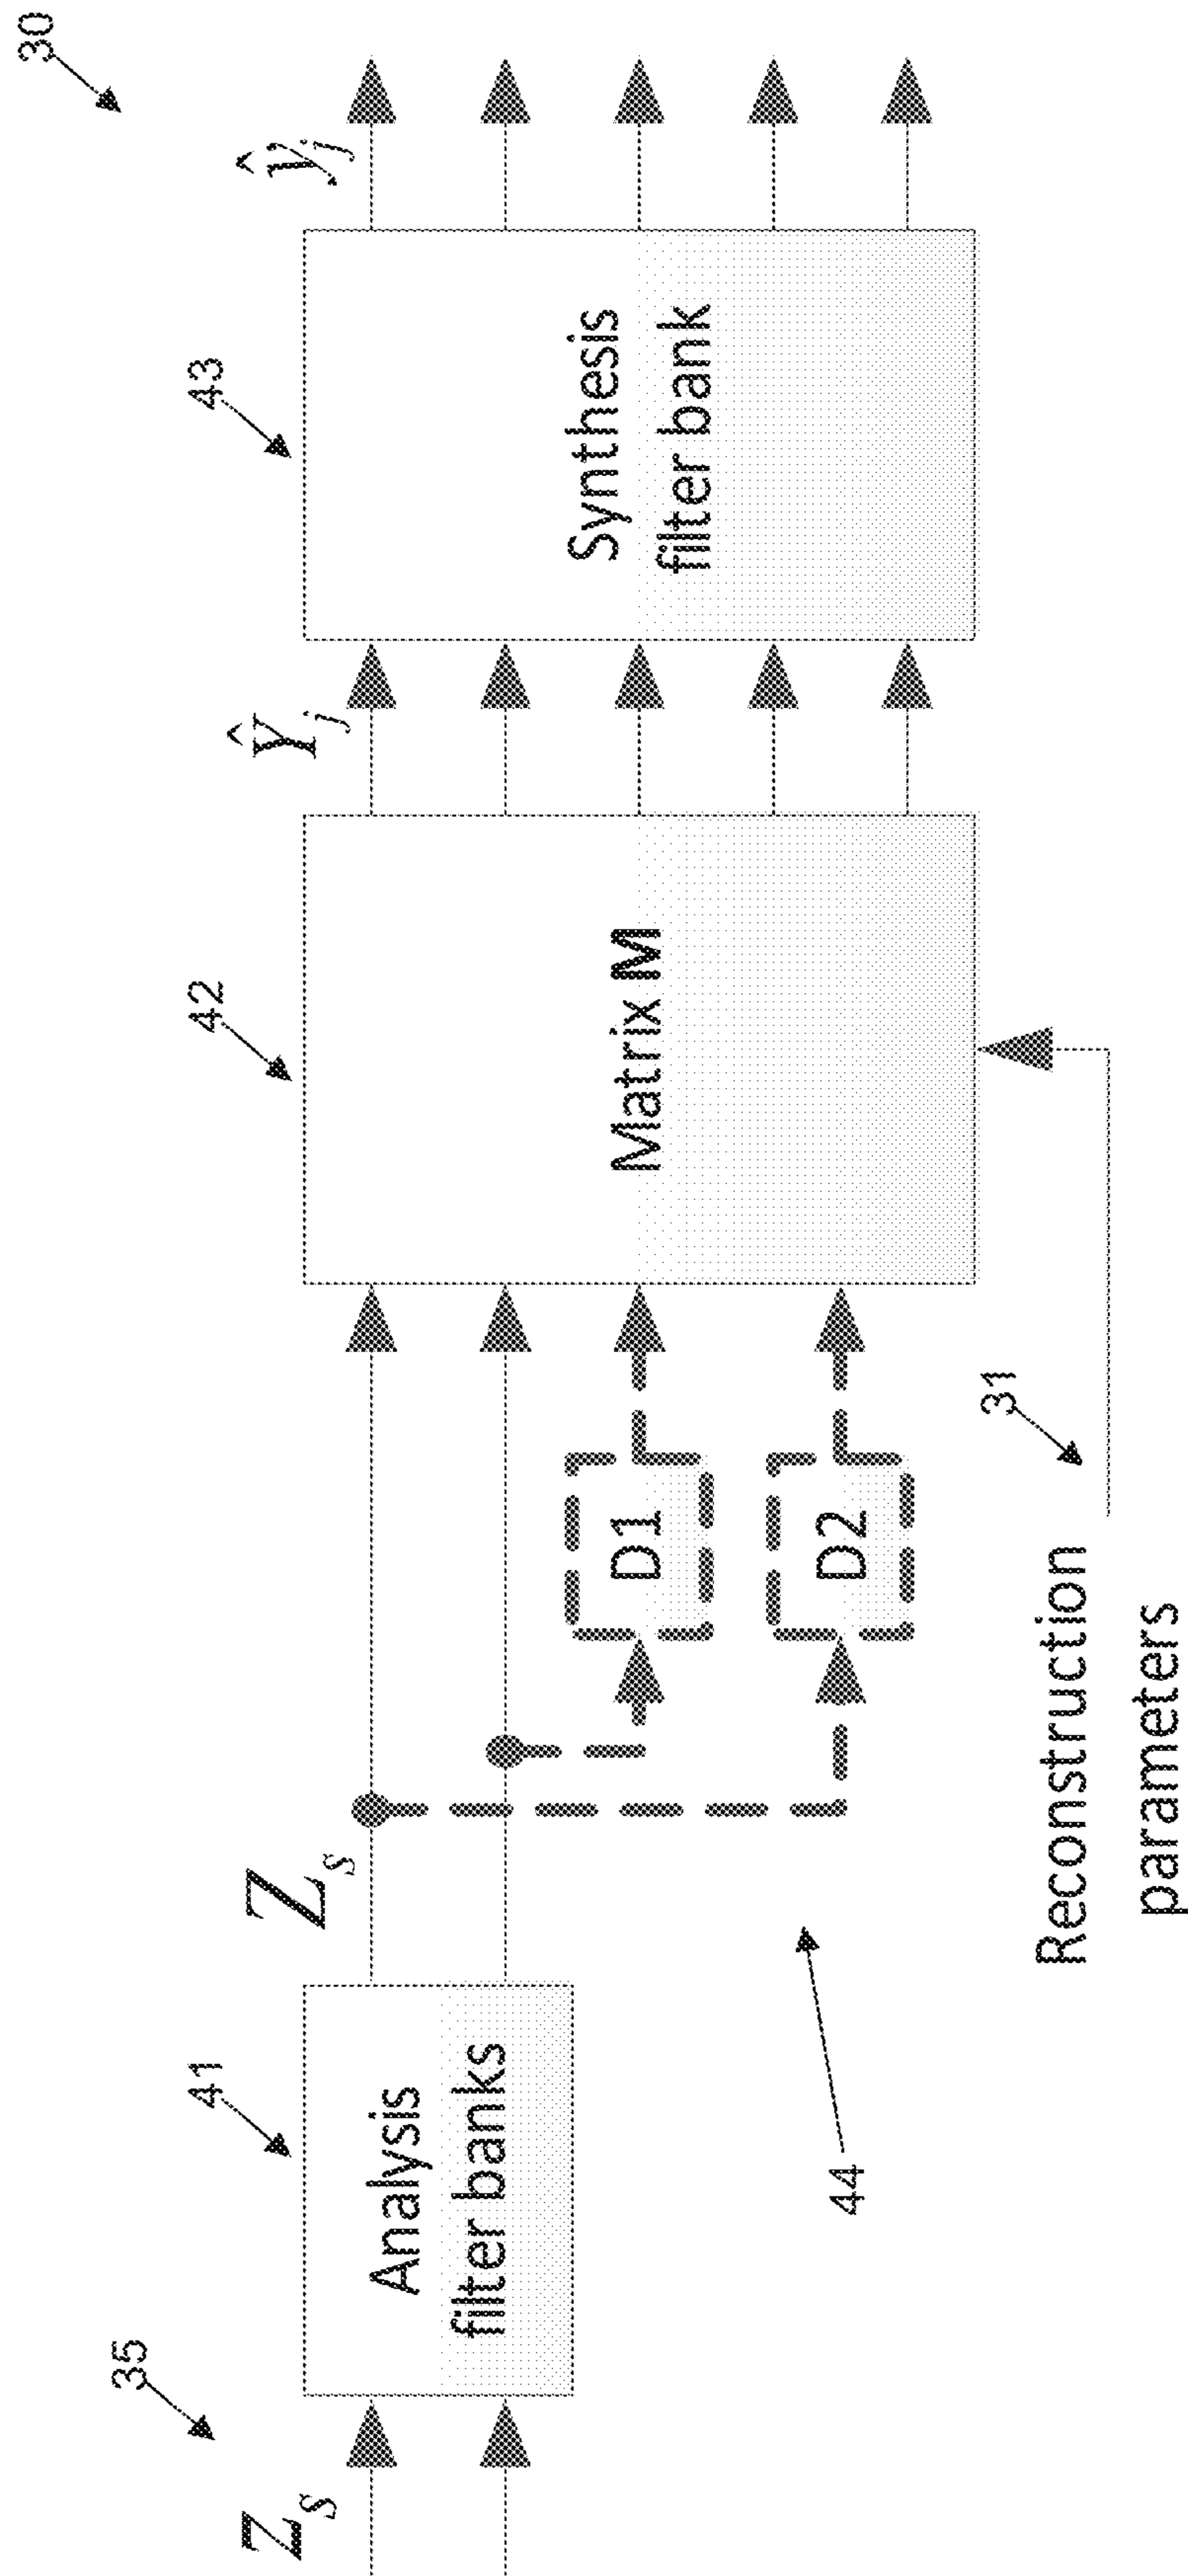 30
35
41
42
43
z_s
Z_s
Ŷ_j
ŷ_j
Analysis
filter banks
Matrix M
Synthesis
filter bank
D1
D2
44
31
Reconstruction
parameters